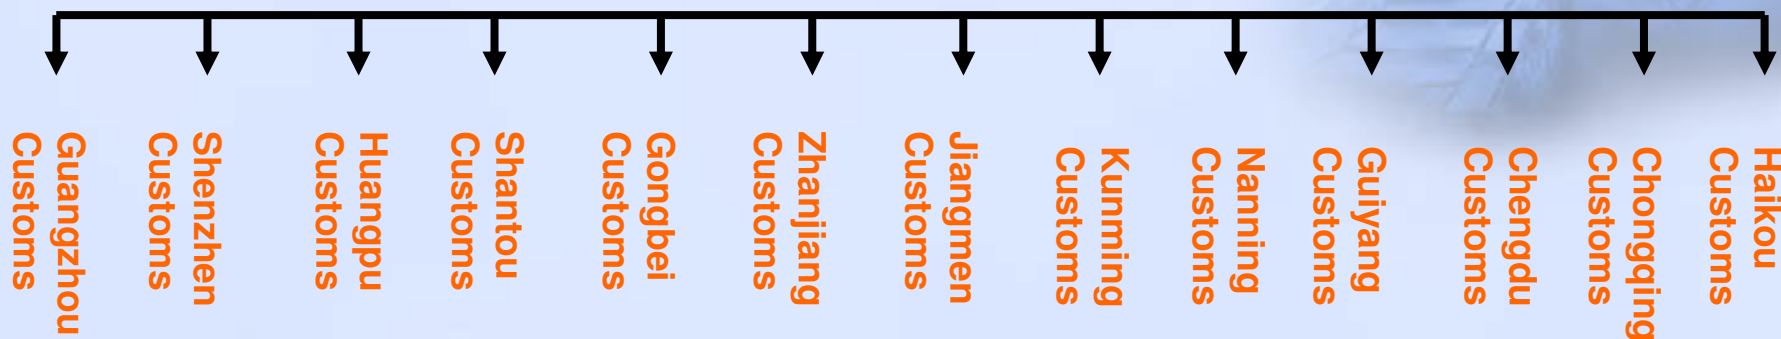 Guangzhou
Customs
Shenzhen
Customs
Huangpu
Customs
Shantou
Customs
Gongbei
Customs
Zhanjiang
Customs
Jiangmen
Customs
Kunming
Customs
Nanning
Customs
Guiyang
Customs
Chengdu
Customs
Chongqing
Customs
Haikou
Customs